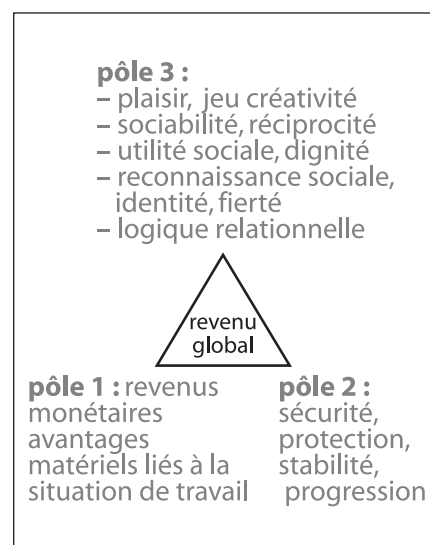 pôle 3 :
– plaisir, jeu créativité
– sociabilité, réciprocité
– utilité sociale, dignité
– reconnaissance sociale,
identité, fierté
– logique relationnelle
revenu
global
pôle 1 : revenus
monétaires
avantages
matériels liés à la
situation de travail
pôle 2 :
sécurité,
protection,
stabilité,
progression